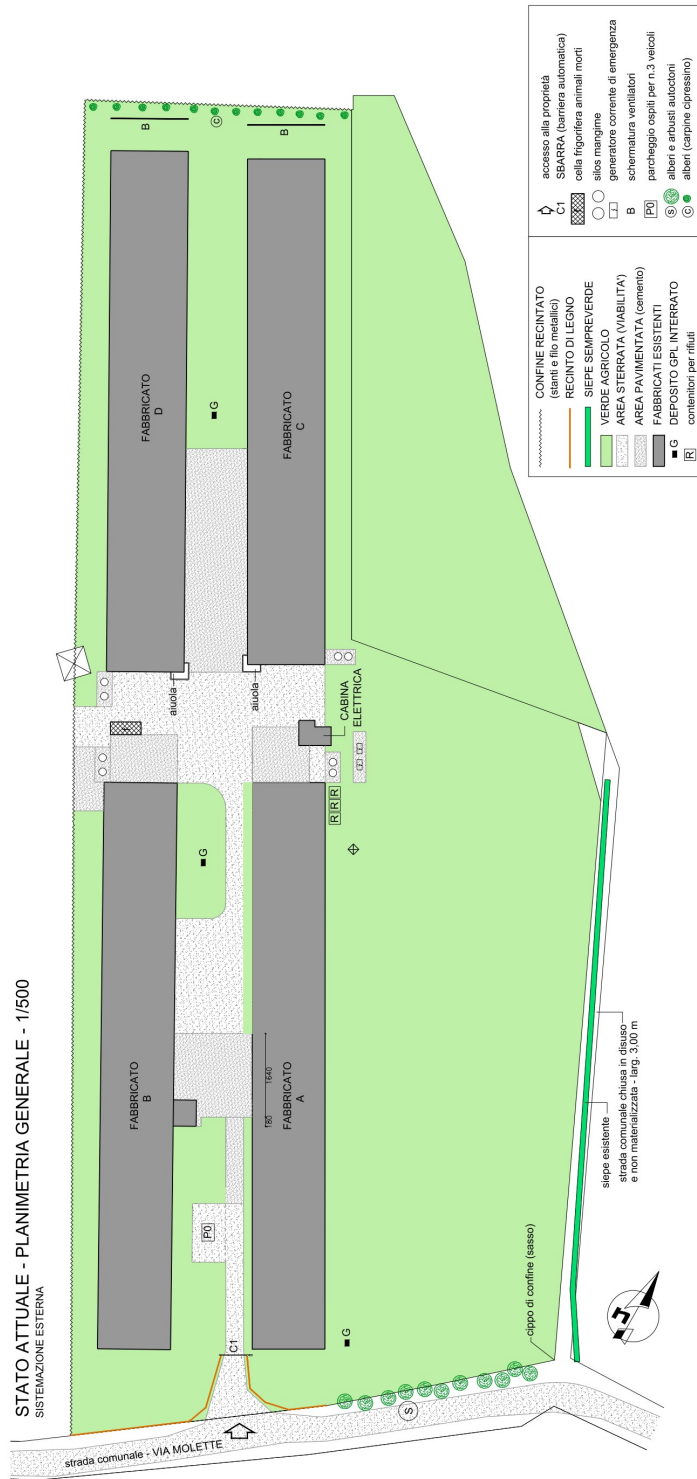 STATO ATTUALE - PLANIMETRIA GENERALE - 1/500
SISTEMAZIONE ESTERNA
strada comunale - VIA MOLETTE
C1
P0
FABBRICATO
B
FABBRICATO
A
180
1640
G
G
S
cippo di confine (sasso)
siepe esistente
strada comunale chiusa in disuso
e non materializzata - larg. 3,00 m
R
R
R
CABINA
ELETTRICA
aiuola
aiuola
f
FABBRICATO
D
FABBRICATO
C
G
B
C
B
CONFINE RECINTATO
(stanti e filo metallici)
RECINTO DI LEGNO
SIEPE SEMPREVERDE
VERDE AGRICOLO
AREA STERRATA (VIABILITA')
AREA PAVIMENTATA (cemento)
FABBRICATI ESISTENTI
G DEPOSITO GPL INTERRATO
R contenitori per rifiuti
accesso alla proprietà
C1 SBARRA (barriera automatica)
f cella frigorifera animali morti
silos mangime
generatore corrente di emergenza
B schermatura ventilatori
P0 parcheggio ospiti per n.3 veicoli
S alberi e arbusti autoctoni
C alberi (carpine cipressino)